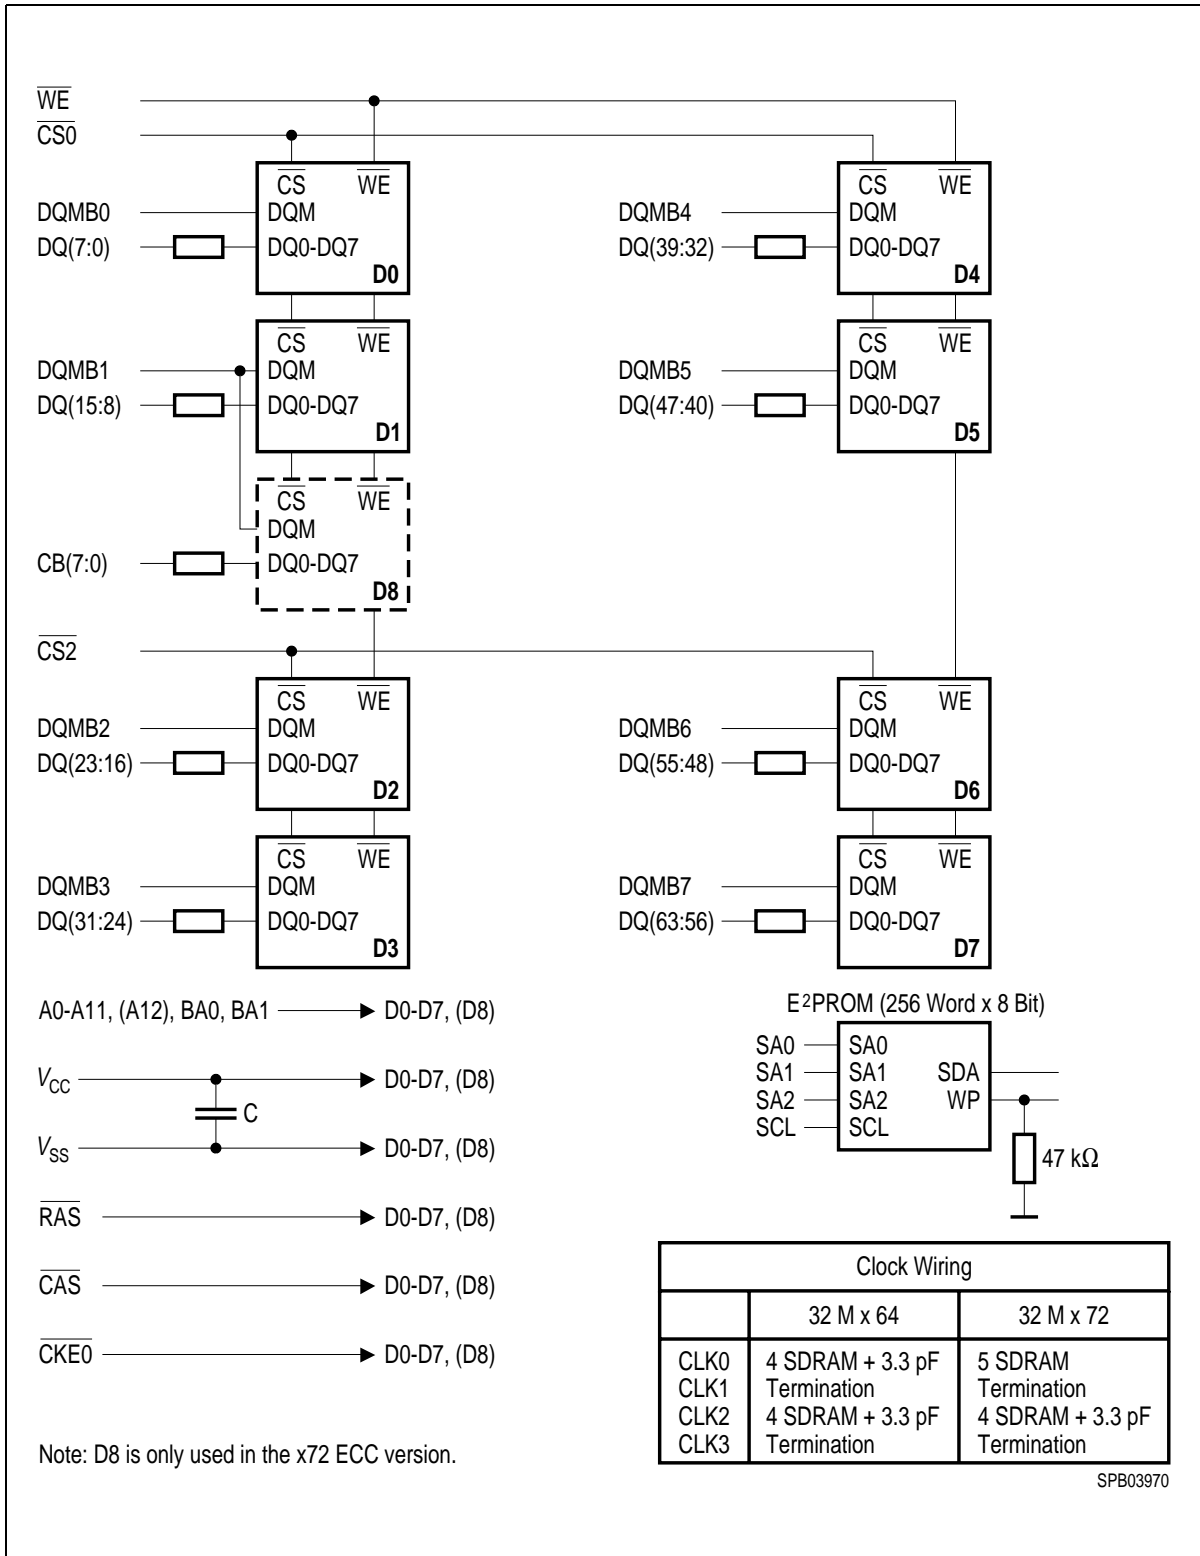 WE
CS0
CS WE
DQMB0 DQM
DQ(7:0) DQ0-DQ7
D0
CS WE
DQMB4 DQM
DQ(39:32) DQ0-DQ7
D4
CS WE
DQMB1 DQM
DQ(15:8) DQ0-DQ7
D1
CS WE
DQMB5 DQM
DQ(47:40) DQ0-DQ7
D5
CS WE
DQM
CB(7:0) DQ0-DQ7
D8
CS2
CS WE
DQMB2 DQM
DQ(23:16) DQ0-DQ7
D2
CS WE
DQMB6 DQM
DQ(55:48) DQ0-DQ7
D6
CS WE
DQMB3 DQM
DQ(31:24) DQ0-DQ7
D3
CS WE
DQMB7 DQM
DQ(63:56) DQ0-DQ7
D7
A0-A11, (A12), BA0, BA1 D0-D7, (D8)
VCC D0-D7, (D8)
C
VSS D0-D7, (D8)
RAS D0-D7, (D8)
CAS D0-D7, (D8)
CKE0 D0-D7, (D8)
Note: D8 is only used in the x72 ECC version.
E2PROM (256 Word x 8 Bit)
SA0 SA0
SA1 SA1 SDA
SA2 SA2 WP
SCL SCL
47 kΩ
Clock Wiring
32 M x 64 32 M x 72
CLK0 4 SDRAM + 3.3 pF 5 SDRAM
CLK1 Termination Termination
CLK2 4 SDRAM + 3.3 pF 4 SDRAM + 3.3 pF
CLK3 Termination Termination
SPB03970